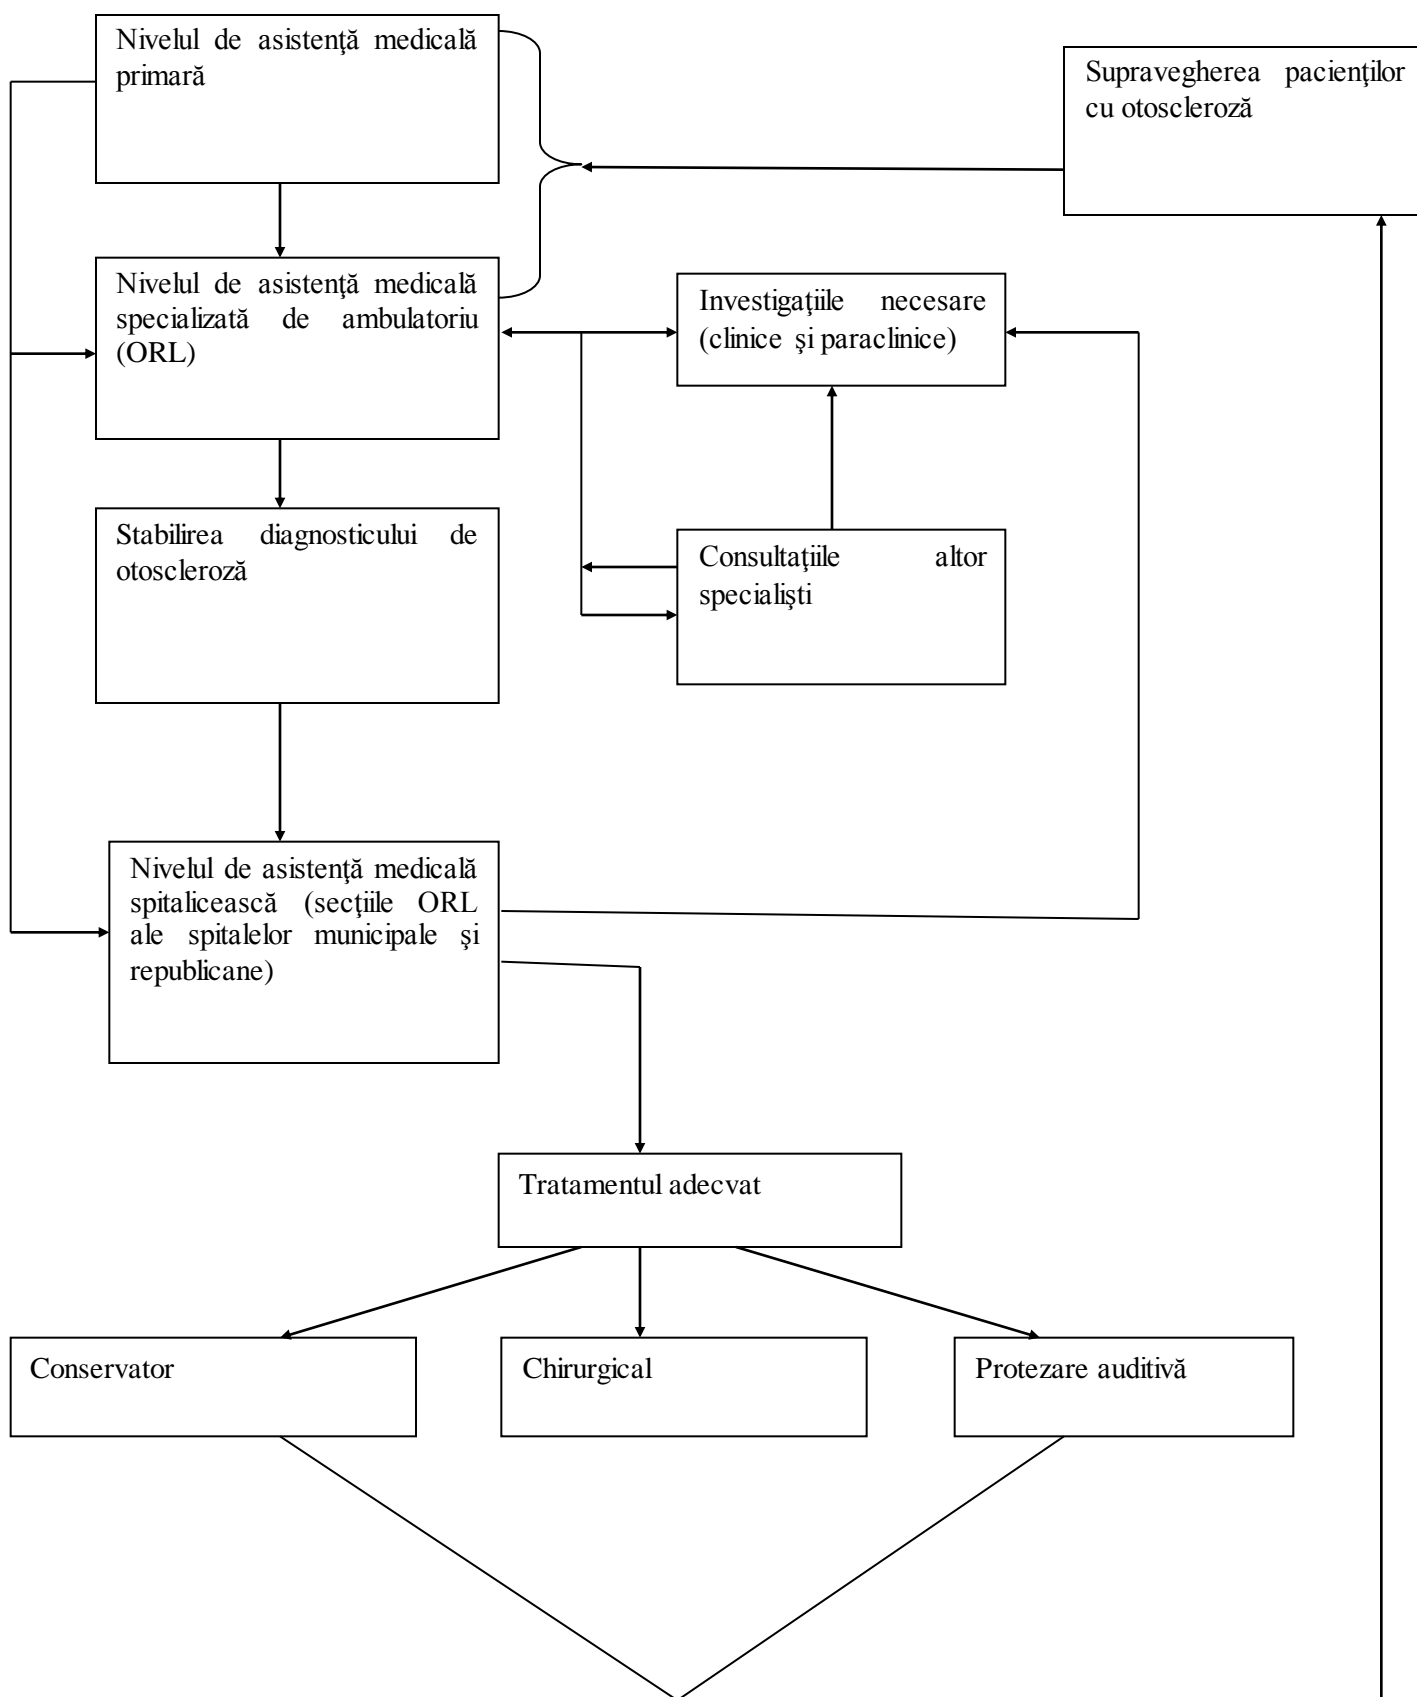 Nivelul de asistenţă medicală
primară
Supravegherea pacienţilor
cu otoscleroză
Nivelul de asistenţă medicală
specializată de ambulatoriu
(ORL)
Investigaţiile necesare
(clinice şi paraclinice)
Stabilirea diagnosticului de
otoscleroză
Consultaţiile altor
specialişti
Nivelul de asistenţă medicală
spitalicească (secţiile ORL
ale spitalelor municipale şi
republicane)
Tratamentul adecvat
Conservator
Chirurgical
Protezare auditivă